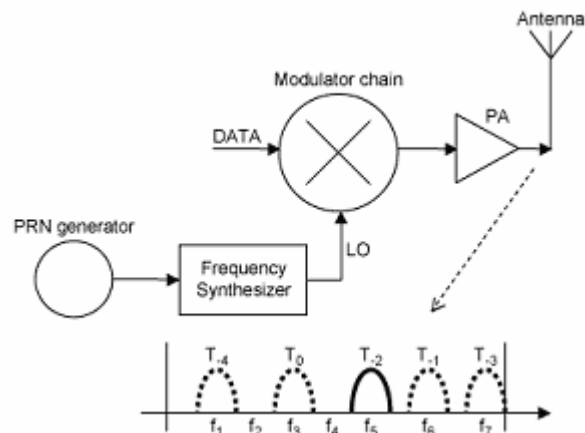 Antenna
Modulator chain
PA
DATA
PRN generator
LO
Frequency
Synthesizer
T-4 T0 T-2 T-1 T-3
f1 f2 f3 f4 f5 f6 f7